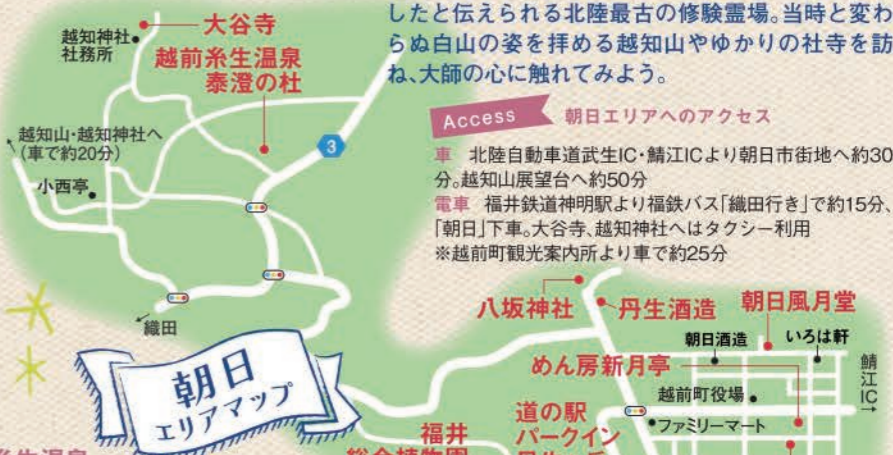 したと伝えられる北陸最古の修験霊場。当時と変わ
らぬ白山の姿を拝める越知山やゆかりの社寺を訪
ね、大師の心に触れてみよう。
Access
朝日エリアへのアクセス
車 北陸自動車道武生IC・鯖江ICより朝日市街地へ約30
分。越知山展望台へ約50分
電車 福井鉄道神明駅より福鉄バス「織田行き」で約15分、
「朝日」下車。大谷寺、越知神社へはタクシー利用
※越前町観光案内所より車で約25分
越知神社
社務所
大谷寺
越前糸生温泉
泰澄の杜
越知山・越知神社へ
(車で約20分)
小西亭
3
織田
朝日
エリアマップ
八坂神社
丹生酒造
朝日風月堂
朝日酒造
いろは軒
めん房新月亭
鯖江IC→
越前町役場
ファミリーマート
道の駅
パークイン
福井